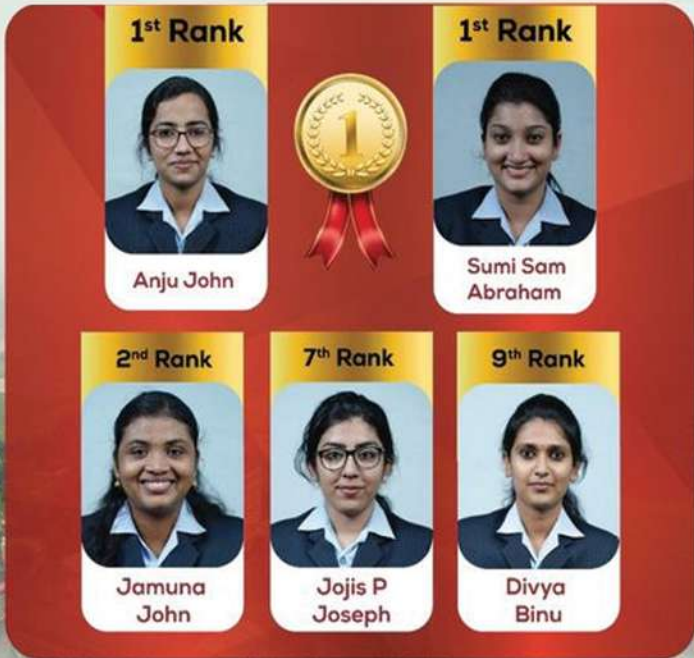 1st Rank
1st Rank
1
Anju John
Sumi Sam
Abraham
2nd Rank
7th Rank
9th Rank
Jamuna
John
Jojis P
Joseph
Divya
Binu